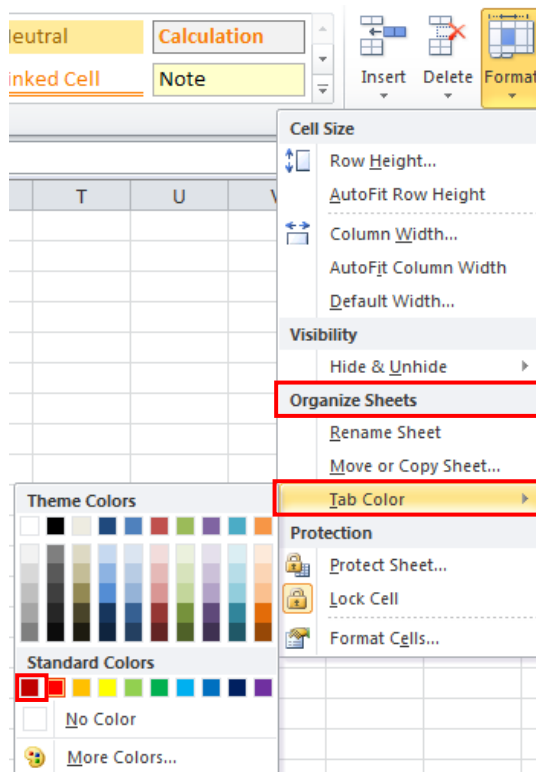 leutral
Calculation
inked Cell
Note
Insert
Delete
Format
Cell Size
Row Height...
AutoFit Row Height
Column Width...
AutoFit Column Width
Default Width...
Visibility
Hide & Unhide
Organize Sheets
Rename Sheet
Move or Copy Sheet...
Tab Color
Protection
Protect Sheet...
Lock Cell
Format Cells...
T
U
Theme Colors
Standard Colors
No Color
More Colors...